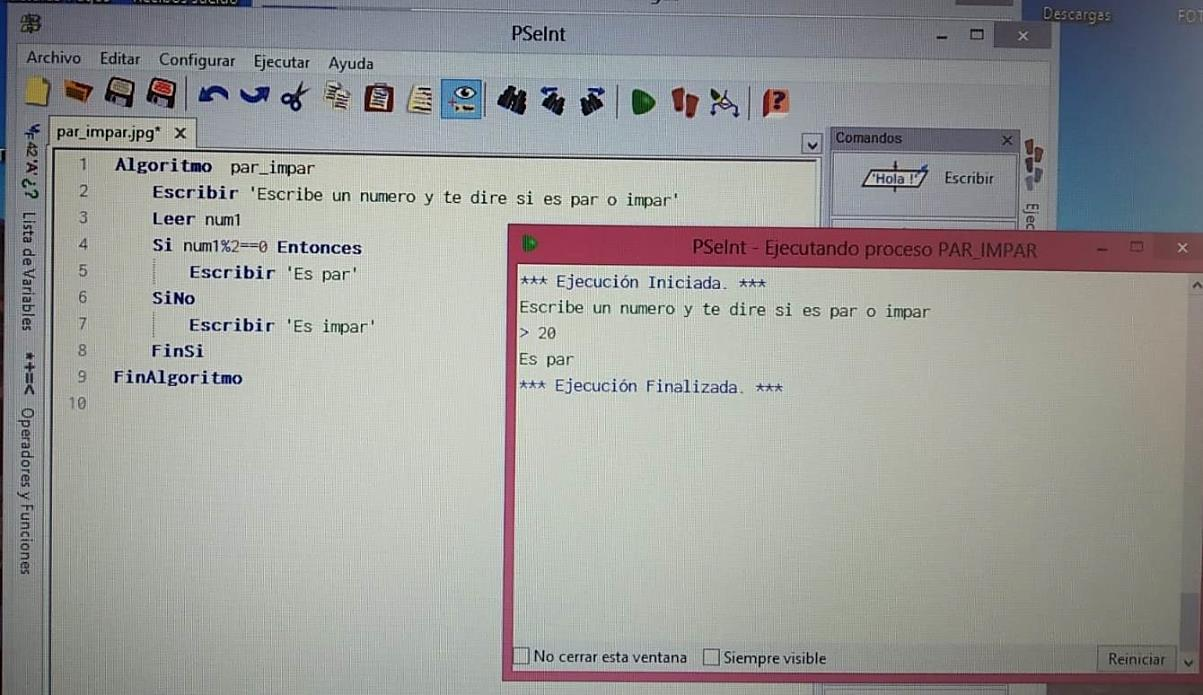 Descargas
FOT
PSeInt
Archivo Editar Configurar Ejecutar Ayuda
par_impar.jpg* X
1 Algoritmo par_impar
2 Escribir 'Escribe un numero y te dire si es par o impar'
3 Leer num1
4 Si num1%2==0 Entonces
5 Escribir 'Es par'
6 SiNo
7 Escribir 'Es impar'
8 FinSi
9 FinAlgoritmo
10
Lista de Variables
*+=< Operadores y Funciones
Comandos
'Hola !' Escribir
Ejec
PSeInt - Ejecutando proceso PAR_IMPAR
*** Ejecución Iniciada. ***
Escribe un numero y te dire si es par o impar
> 20
Es par
*** Ejecución Finalizada. ***
No cerrar esta ventana Siempre visible Reiniciar